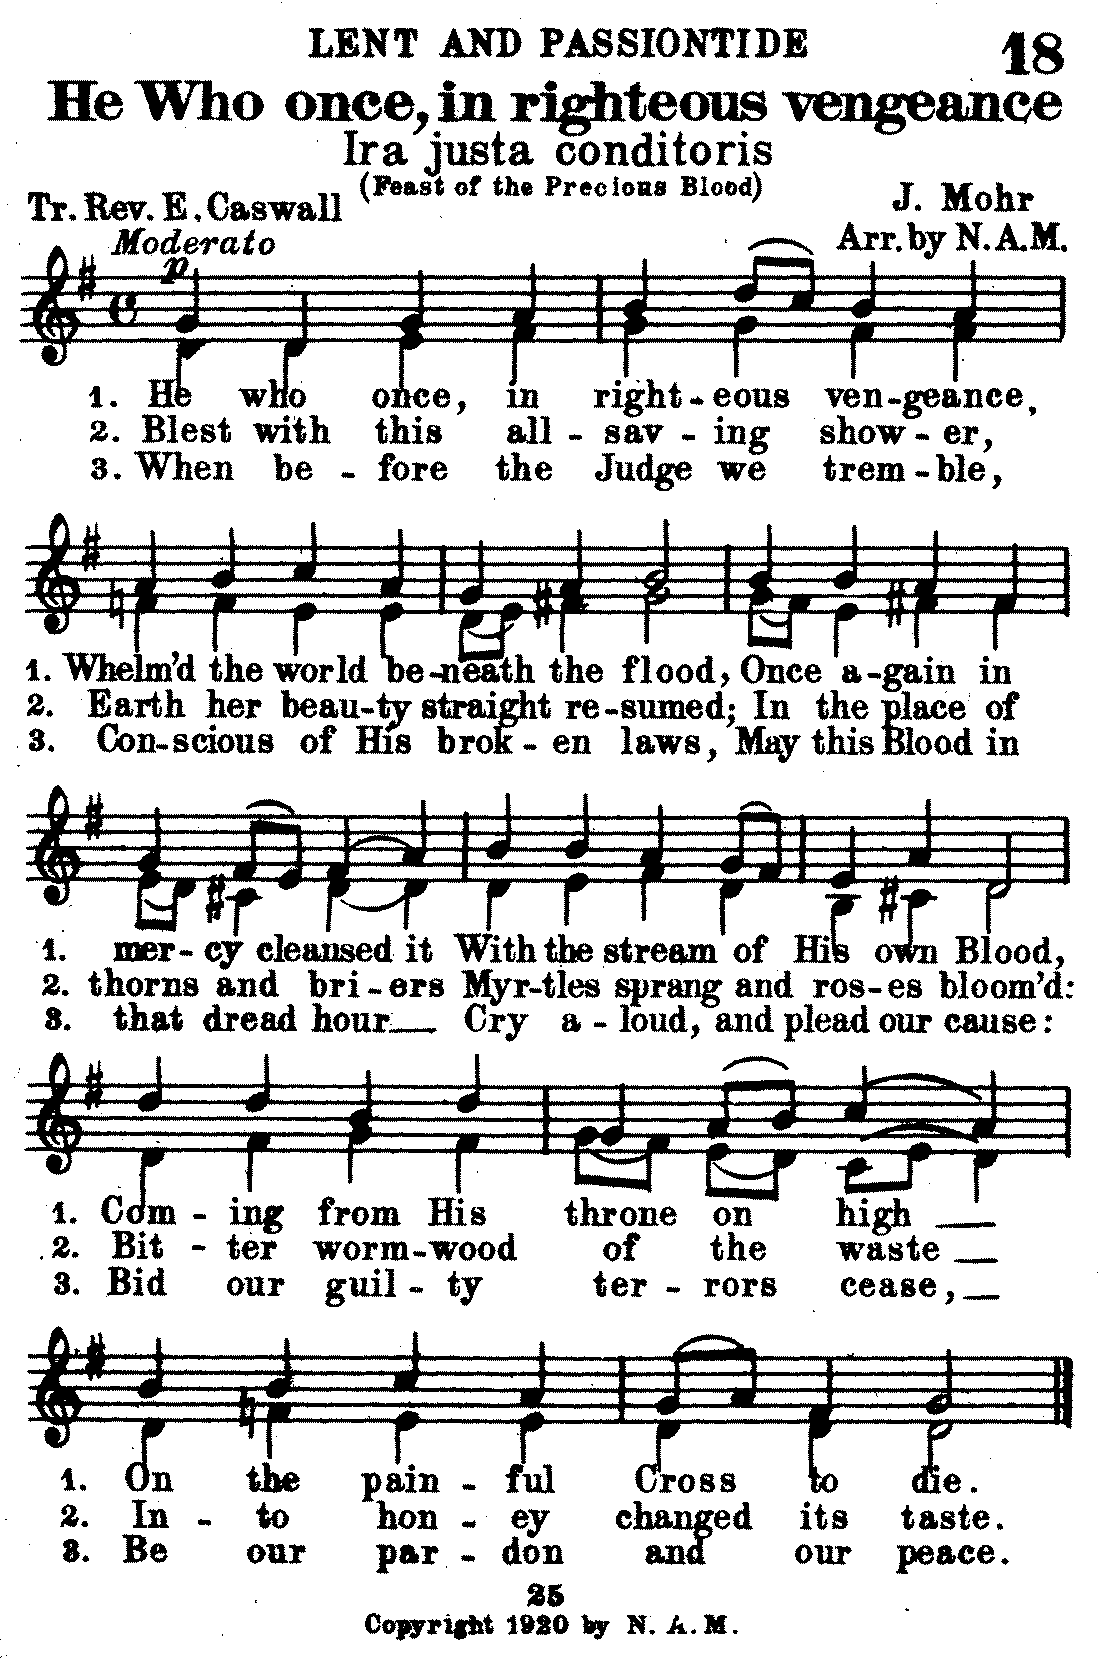 LENT AND PASSIONTIDE 18
He Who once, in righteous vengeance
Ira justa conditoris
(Feast of the Precious Blood)
Tr. Rev. E. Caswall
J. Mohr
Moderato
Arr. by N. A. M.
p
1. He who once, in right-eous ven-geance,
2. Blest with this all - sav - ing show - er,
3. When be - fore the Judge we trem-ble,
1. Whelm'd the world be-neath the flood, Once a-gain in
2. Earth her beau-ty straight re-sumed; In the place of
3. Con-scious of His brok - en laws, May this Blood in
1. mer- cy cleansed it With the stream of His own Blood,
2. thorns and bri - ers Myr-tles sprang and ros- es bloom'd:
3. that dread hour__ Cry a - loud, and plead our cause:
1. Com - ing from His throne on high __
2. Bit - ter worm-wood of the waste __
3. Bid our guil - ty ter - rors cease, __
1. On the pain - ful Cross to die.
2. In - to hon - ey changed its taste.
3. Be our par - don and our peace.
25
Copyright 1920 by N. A. M.